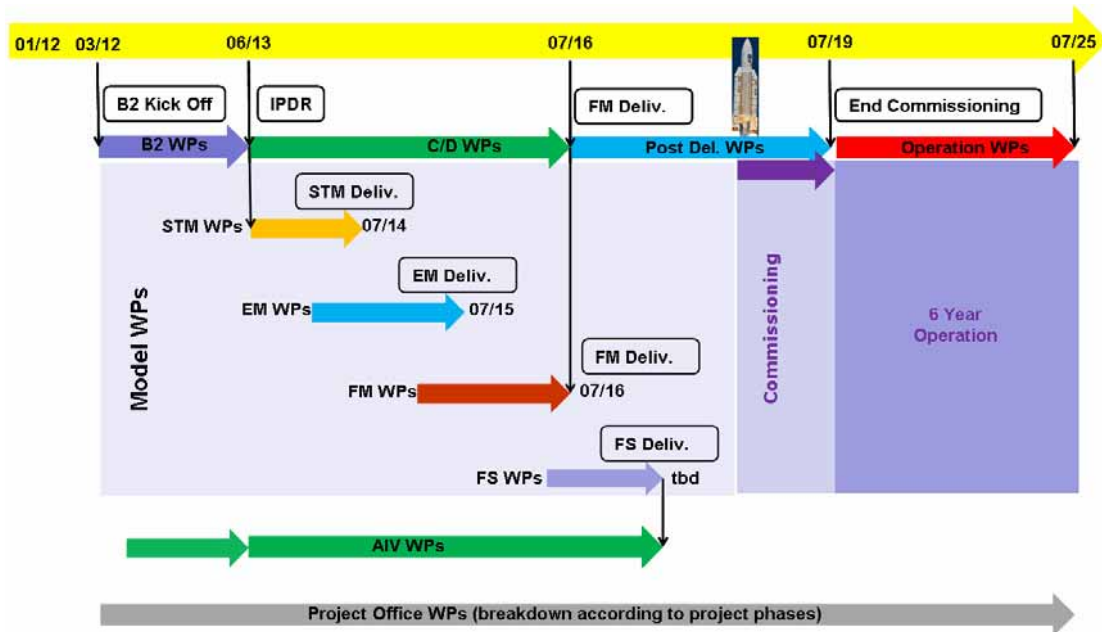 01/12 03/12 06/13 07/16 07/19 07/25
B2 Kick Off IPDR FM Deliv. End Commissioning
B2 WPs C/D WPs Post Del. WPs Operation WPs
STM Deliv.
STM WPs 07/14
EM Deliv.
EM WPs 07/15
Model WPs
Commissioning
6 Year
Operation
FM Deliv.
FM WPs 07/16
FS Deliv.
FS WPs tbd
AIV WPs
Project Office WPs (breakdown according to project phases)